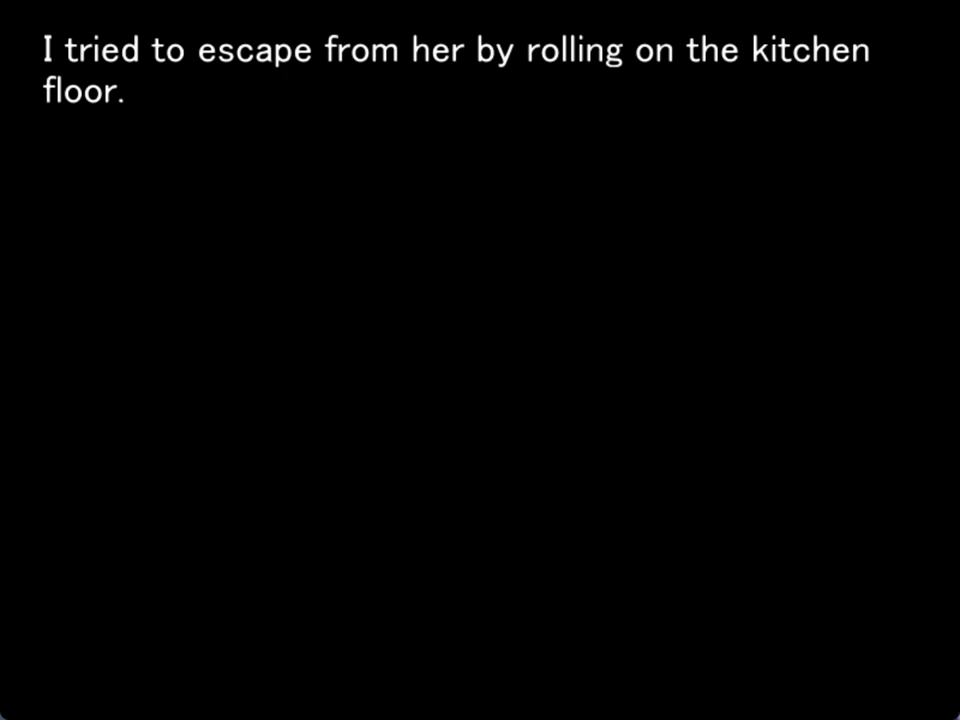 I tried to escape from her by rolling on the kitchen
floor.